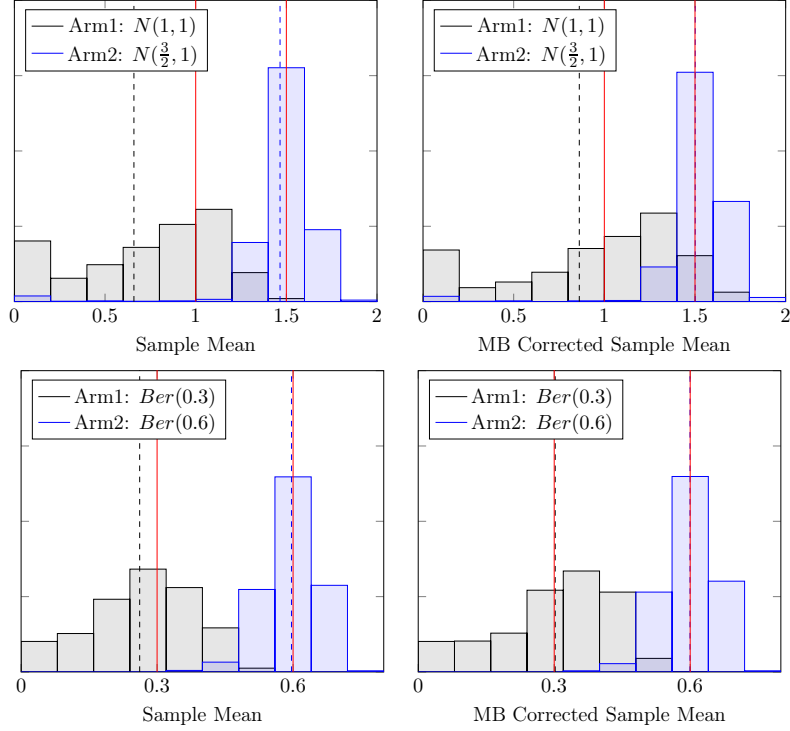 Arm1: N(1, 1)
Arm2: N(3/2, 1)
0 0.5 1 1.5 2
Sample Mean
Arm1: N(1, 1)
Arm2: N(3/2, 1)
0 0.5 1 1.5 2
MB Corrected Sample Mean
Arm1: Ber(0.3)
Arm2: Ber(0.6)
0 0.3 0.6
Sample Mean
Arm1: Ber(0.3)
Arm2: Ber(0.6)
0 0.3 0.6
MB Corrected Sample Mean